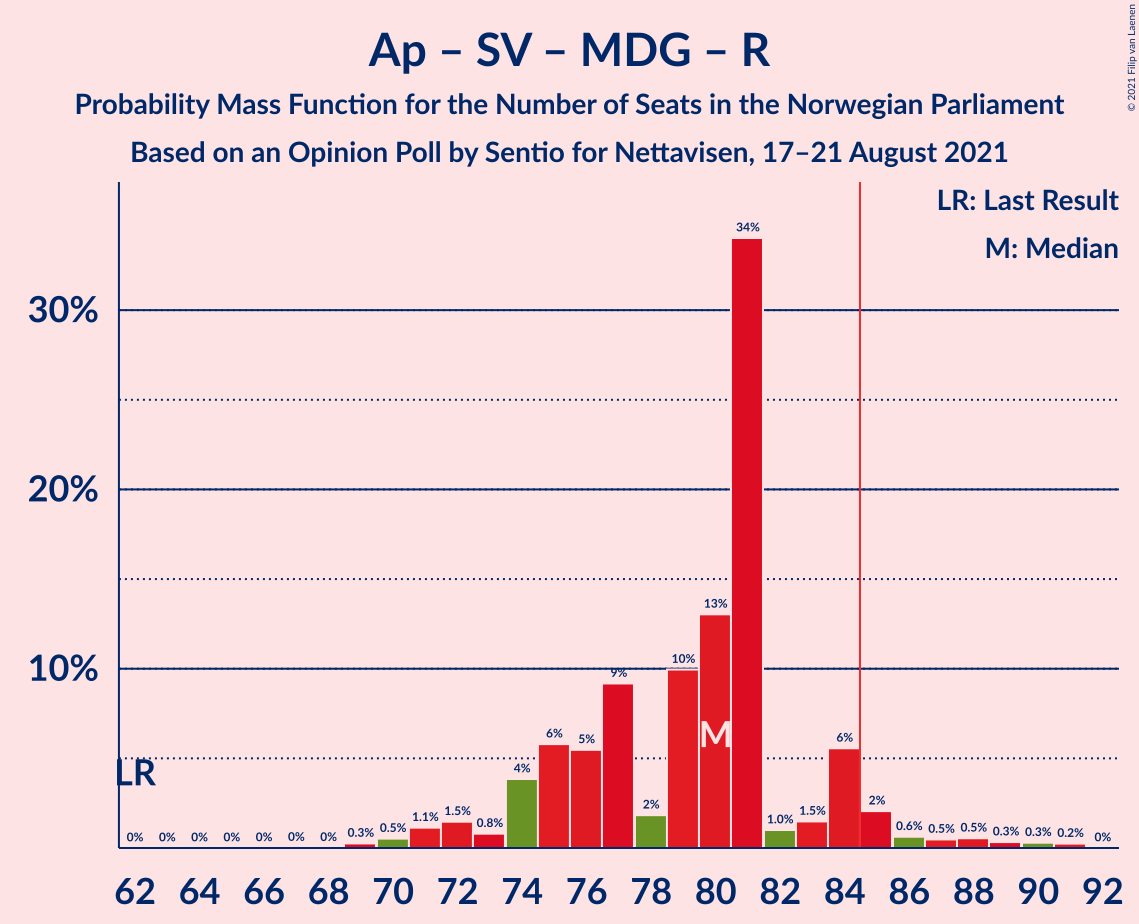 Ap – SV – MDG – R
Probability Mass Function for the Number of Seats in the Norwegian Parliament
Based on an Opinion Poll by Sentio for Nettavisen, 17–21 August 2021
© 2021 Filip van Laenen
LR: Last Result
M: Median
30%
20%
10%
LR
M
0% 0% 0% 0% 0% 0% 0% 0.3% 0.5% 1.1% 1.5% 0.8% 4% 6% 5% 9% 2% 10% 13% 34% 1.0% 1.5% 6% 2% 0.6% 0.5% 0.5% 0.3% 0.3% 0.2% 0%
62 64 66 68 70 72 74 76 78 80 82 84 86 88 90 92